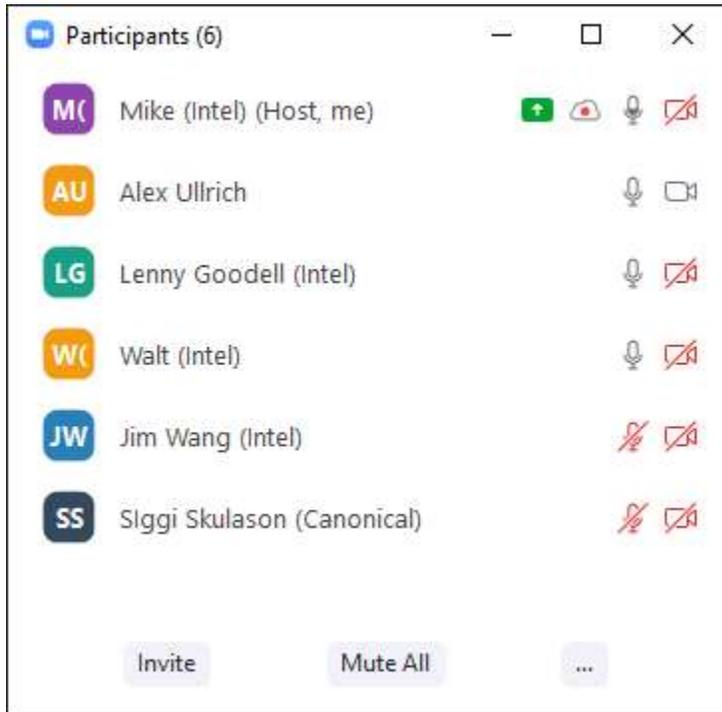 Participants (6)
M( Mike (Intel) (Host, me)
AU Alex Ullrich
LG Lenny Goodell (Intel)
W( Walt (Intel)
JW Jim Wang (Intel)
SS SIggi Skulason (Canonical)
Invite Mute All ...